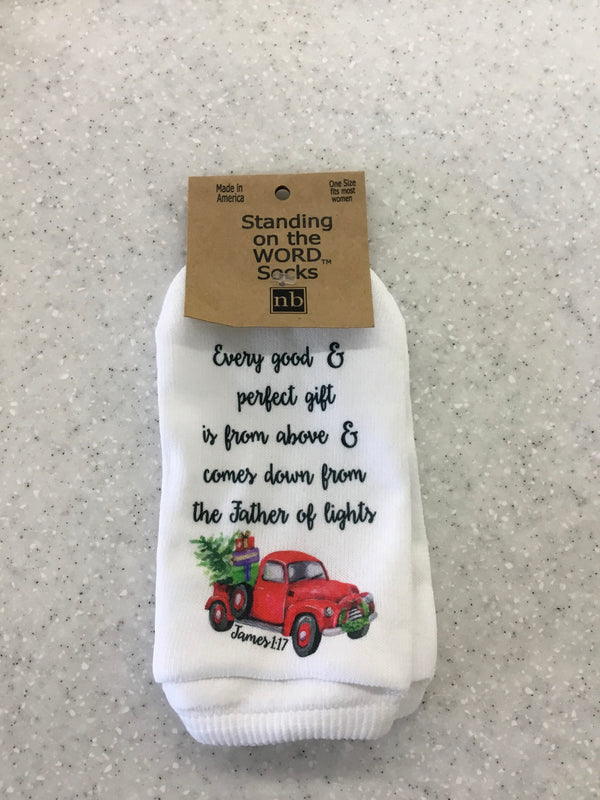 Made in
America
One Size
fits most
women
Standing
on the
WORD™
Socks
nb
Every good &
perfect gift
is from above &
comes down from
the Father of lights
James 1:17